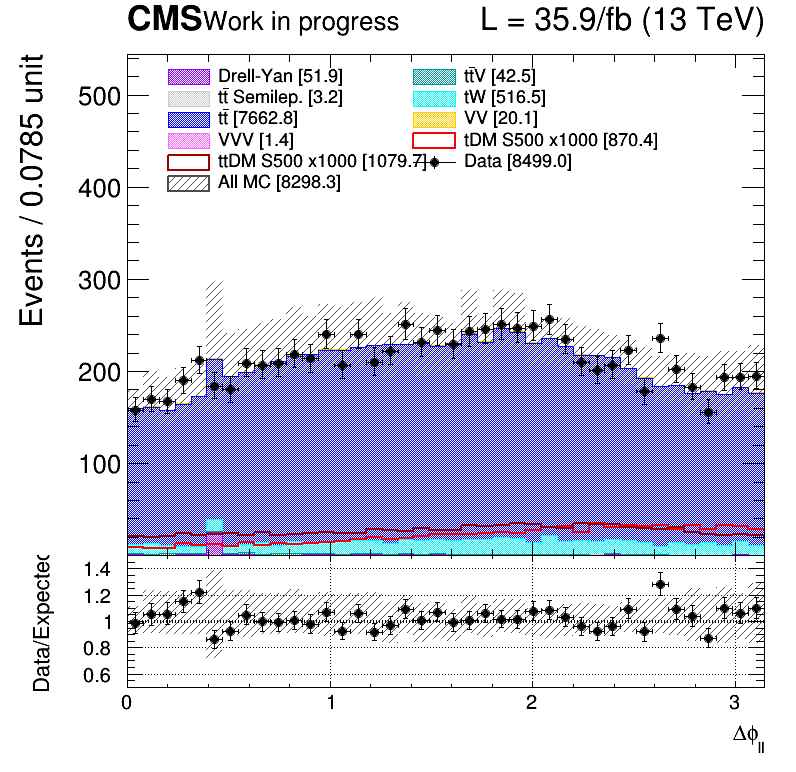 CMS Work in progress L = 35.9/fb (13 TeV)
Events / 0.0785 unit
500
400
300
200
100
Drell-Yan [51.9]
tt̄V [42.5]
tt̄ Semilep. [3.2]
tW [516.5]
tt̄ [7662.8]
VV [20.1]
VVV [1.4]
tDM S500 x1000 [870.4]
ttDM S500 x1000 [1079.7]
Data [8499.0]
All MC [8298.3]
Data/Expected
1.4
1.2
1
0.8
0.6
0 1 2 3
Δϕll